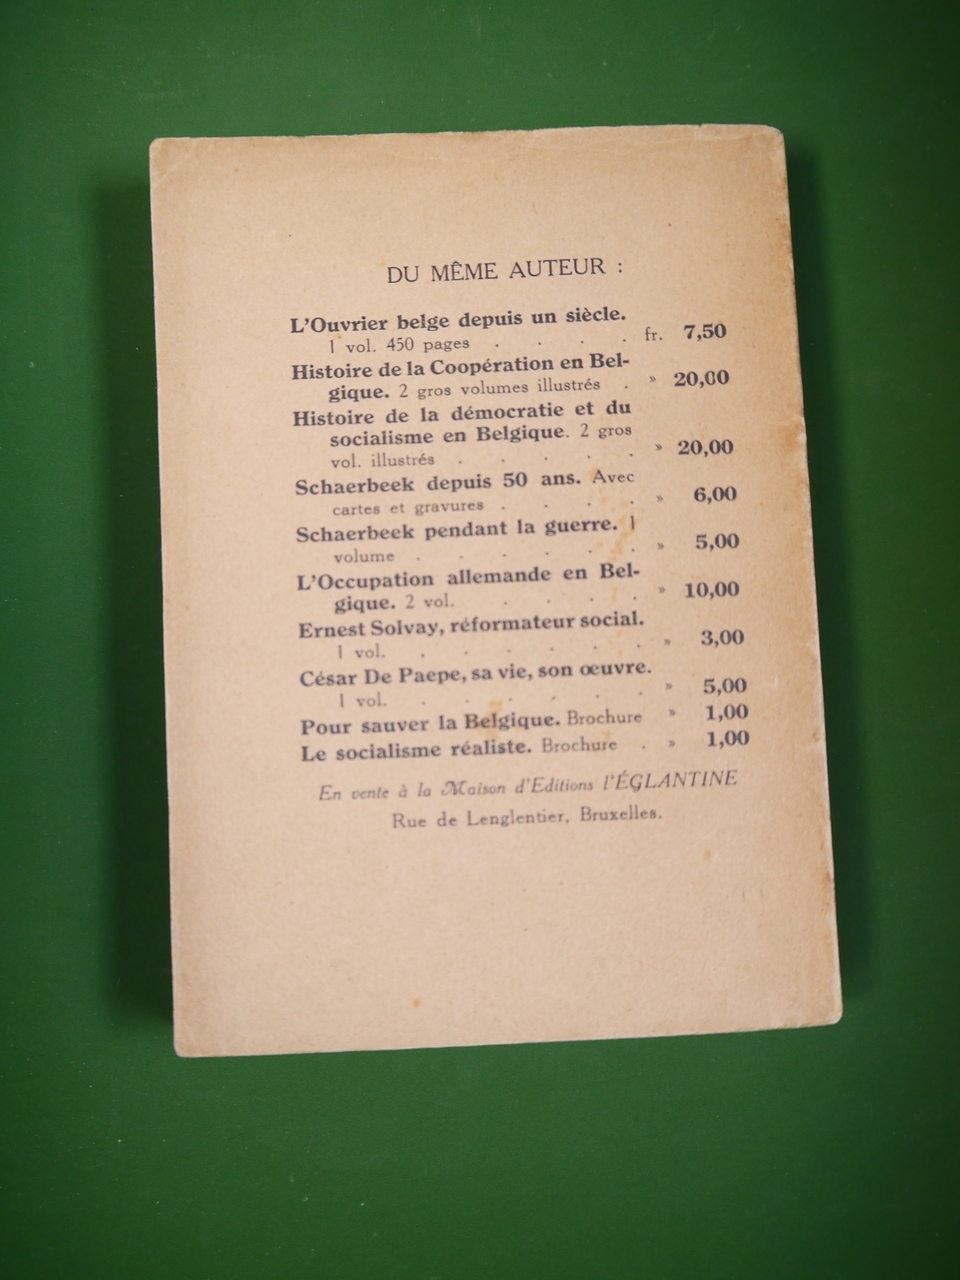 DU MÊME AUTEUR :
L'Ouvrier belge depuis un siècle.
1 vol. 450 pages . . . . fr. 7,50
Histoire de la Coopération en Bel-
gique. 2 gros volumes illustrés . » 20,00
Histoire de la démocratie et du
socialisme en Belgique. 2 gros
vol. illustrés . . . . . » 20,00
Schaerbeek depuis 50 ans. Avec
cartes et gravures . . . . » 6,00
Schaerbeek pendant la guerre. 1
volume . . . . . . » 5,00
L'Occupation allemande en Bel-
gique. 2 vol. . . . . » 10,00
Ernest Solvay, réformateur social.
1 vol. . . . . . . » 3,00
César De Paepe, sa vie, son œuvre.
1 vol. . . . . . . » 5,00
Pour sauver la Belgique. Brochure » 1,00
Le socialisme réaliste. Brochure . » 1,00
En vente à la Maison d'Editions l'ÉGLANTINE
Rue de Lenglentier, Bruxelles.